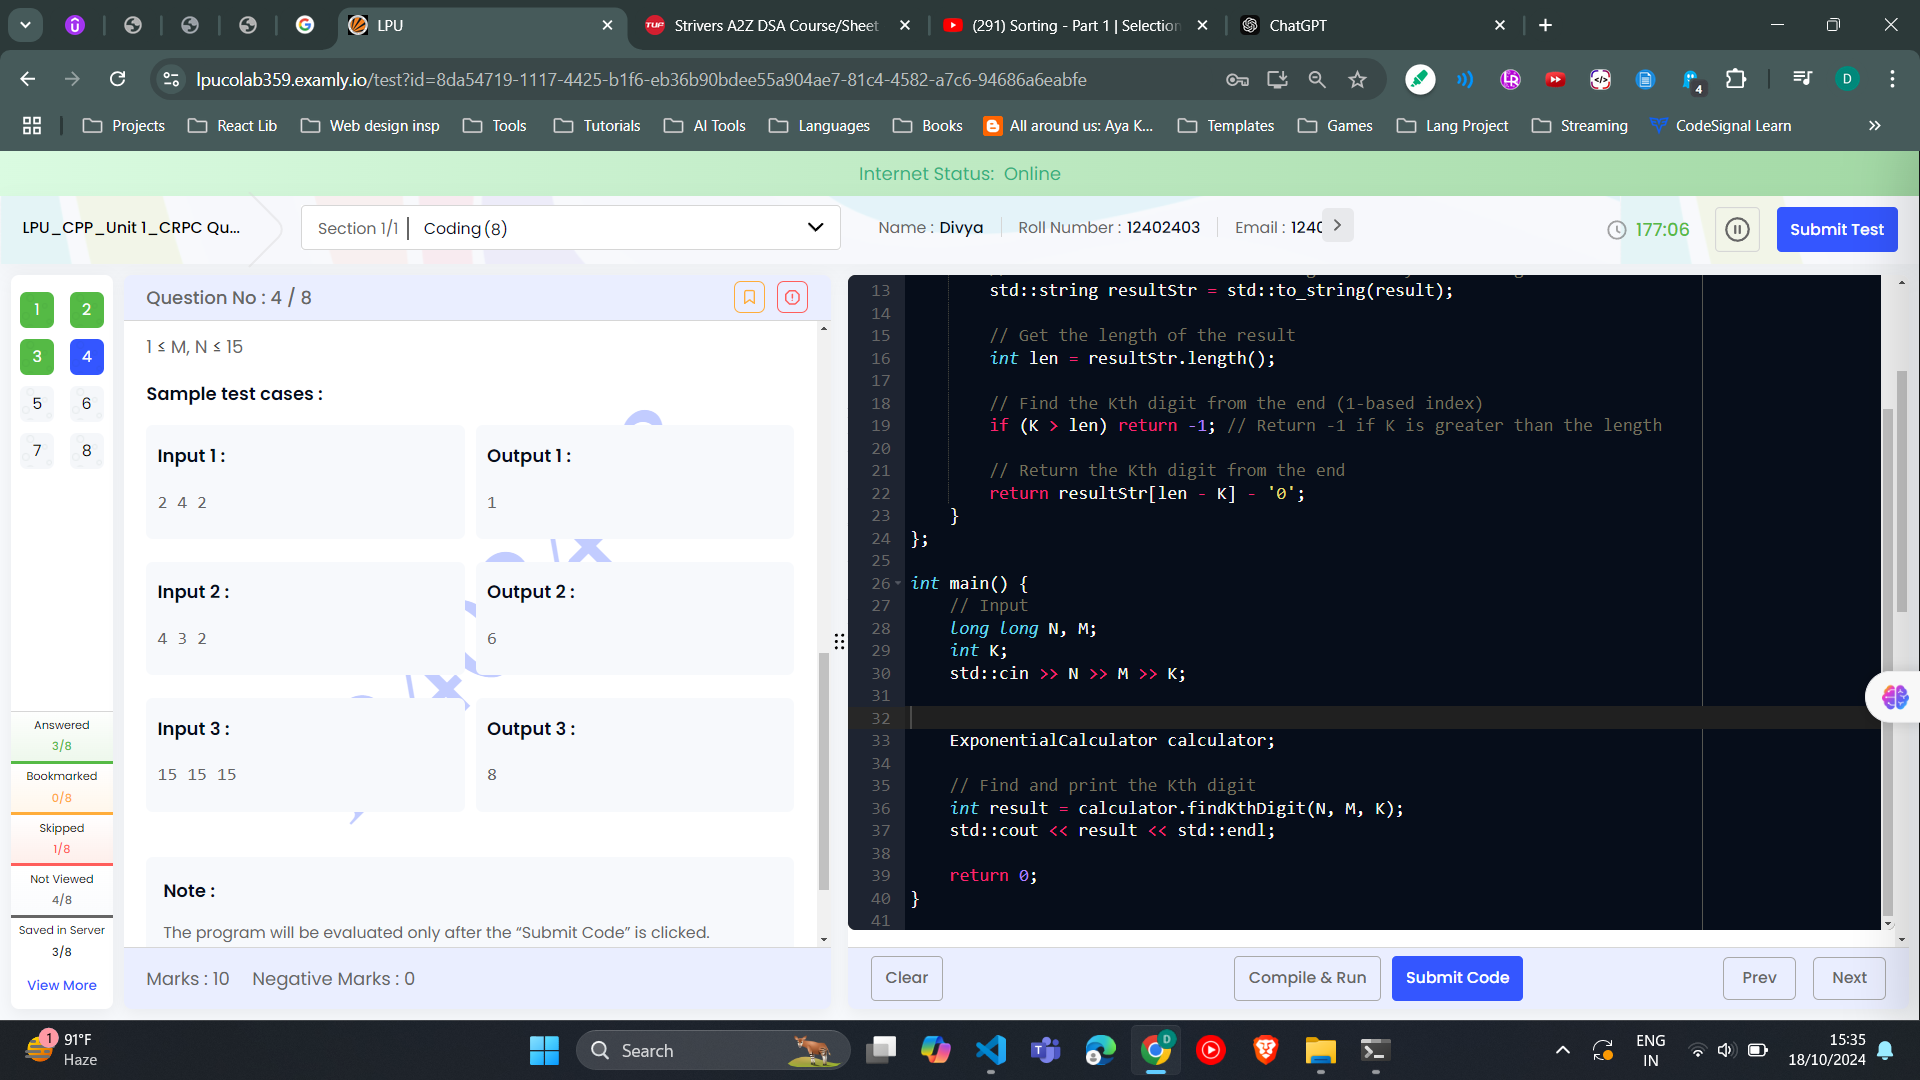 LPU
Strivers A2Z DSA Course/Sheet
(291) Sorting - Part 1 | Selection
ChatGPT
lpucolab359.examly.io/test?id=8da54719-1117-4425-b1f6-eb36b90bdee55a904ae7-81c4-4582-a7c6-94686a6eabfe
4
D
Projects
React Lib
Web design insp
Tools
Tutorials
AI Tools
Languages
Books
All around us: Aya K...
Templates
Games
Lang Project
Streaming
CodeSignal Learn
Internet Status: Online
LPU_CPP_Unit 1_CRPC Qu...
Section 1/1 | Coding (8)
Name : Divya
Roll Number : 12402403
Email : 1240
177:06
Submit Test
1 2
3 4
5 6
7 8
Answered
3/8
Bookmarked
0/8
Skipped
1/8
Not Viewed
4/8
Saved in Server
3/8
View More
Question No : 4 / 8
1 ≤ M, N ≤ 15
Sample test cases :
Input 1 :
2 4 2
Output 1 :
1
Input 2 :
4 3 2
Output 2 :
6
Input 3 :
15 15 15
Output 3 :
8
Note :
The program will be evaluated only after the “Submit Code” is clicked.
Marks : 10 Negative Marks : 0
13 std::string resultStr = std::to_string(result);
14
15 // Get the length of the result
16 int len = resultStr.length();
17
18 // Find the Kth digit from the end (1-based index)
19 if (K > len) return -1; // Return -1 if K is greater than the length
20
21 // Return the Kth digit from the end
22 return resultStr[len - K] - '0';
23 }
24 };
25
26 int main() {
27 // Input
28 long long N, M;
29 int K;
30 std::cin >> N >> M >> K;
31
32
33 ExponentialCalculator calculator;
34
35 // Find and print the Kth digit
36 int result = calculator.findKthDigit(N, M, K);
37 std::cout << result << std::endl;
38
39 return 0;
40 }
41
Clear
Compile & Run
Submit Code
Prev
Next
1
91°F
Haze
Search
D
ENG
IN
15:35
18/10/2024